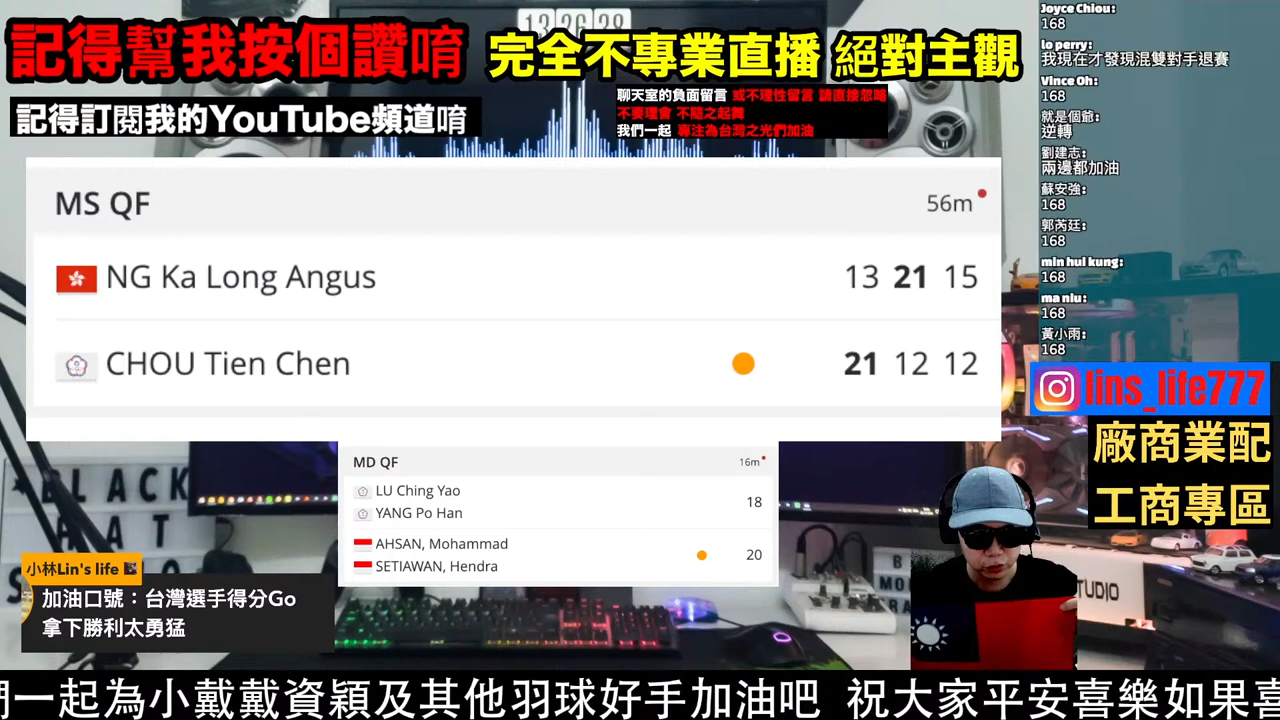 13 26 28
記得幫我按個讚唷
完全不專業直播 絕對主觀
記得訂閱我的YouTube頻道唷
聊天室的負面留言 或不理性留言 請直接忽略
不要理會 不隨之起舞
我們一起 專注為台灣之光們加油
MS QF
56m
NG Ka Long Angus
13 21 15
CHOU Tien Chen
21 12 12
MD QF
16m
LU Ching Yao
YANG Po Han
18
AHSAN, Mohammad
SETIAWAN, Hendra
20
Joyce Chiou:
168
lo perry:
我現在才發現混雙對手退賽
Vince Oh:
168
就是個爺:
逆轉
劉建志:
兩邊都加油
蘇安強:
168
郭芮廷:
168
min hui kung:
168
ma niu:
168
黃小雨:
168
lins_life777
廠商業配
工商專區
BLACK
小林Lin's life
加油口號：台灣選手得分Go
拿下勝利太勇猛
們一起為小戴戴資穎及其他羽球好手加油吧 祝大家平安喜樂如果喜